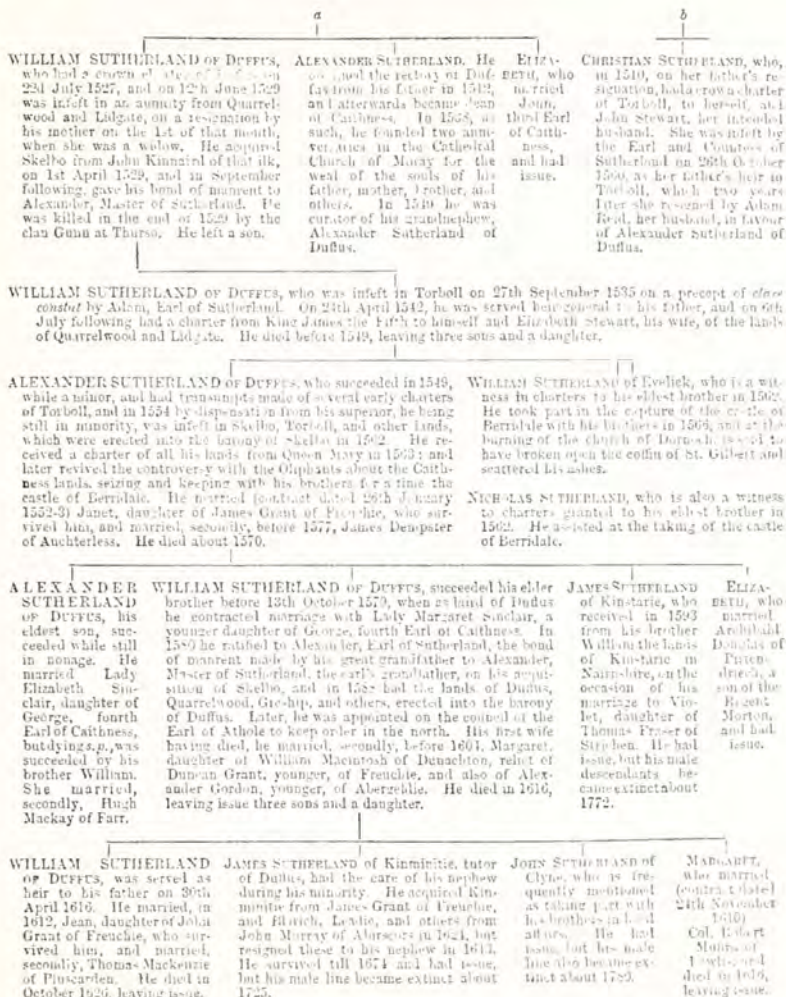 a
b
WILLIAM SUTHERLAND OF DUFFUS,
who had a crown of on
22d July 1527, and on 12th June 1529
was infeft in an annuity from Quarrel-
wood and Lidgate, on a resignation by
his mother on the 1st of that month,
when she was a widow. He acquired
Skelbo from John Kinnaird of that ilk,
on 1st April 1529, and in September
following, gave his bond of manrent to
Alexander, Master of Sutherland. He
was killed in the end of 1529 by the
clan Gunn at Thurso. He left a son.
ALEXANDER SUTHERLAND. He
the rectory of Duf-
fus from his father in 1512,
and afterwards became Dean
of Caithness. In 1538, as
such, he founded two anni-
versaries in the Cathedral
Church of Moray for the
weal of the souls of his
father, mother, brother, and
others. In 1549 he was
curator of his grandnephew,
Alexander Sutherland of
Duffus.
ELIZA-
BETH, who
married
John,
third Earl
of Caith-
ness,
and had
issue.
CHRISTIAN SUTHERLAND, who,
in 1510, on her father's re-
signation, had a crown charter
of Torboll, to herself, and
John Stewart, her intended
husband. She was infeft by
the Earl and Countess of
Sutherland on 26th October
as her father's heir in
Torboll, which two years
later she resigned by Adam
Reid, her husband, in favour
of Alexander Sutherland of
Duffus.
WILLIAM SUTHERLAND OF DUFFUS, who was infeft in Torboll on 27th September 1535 on a precept of clare
constat by Adam, Earl of Sutherland. On 24th April 1542, he was served heir general to his father, and on 6th
July following had a charter from King James the Fifth to himself and Elizabeth Stewart, his wife, of the lands
of Quarrelwood and Lidgate. He died before 1549, leaving three sons and a daughter.
ALEXANDER SUTHERLAND OF DUFFUS, who succeeded in 1549,
while a minor, and had transumpts made of several early charters
of Torboll, and in 1554 by dispensation from his superior, he being
still in minority, was infeft in Skelbo, Torboll, and other lands,
which were erected into the barony of Skelbo in 1562. He re-
ceived a charter of all his lands from Queen Mary in 1563; and
later revived the controversy with the Oliphants about the Caith-
ness lands, seizing and keeping with his brothers for a time the
castle of Berridale. He married (contract dated 26th January
1552-3) Janet, daughter of James Grant of Freuchie, who sur-
vived him, and married, secondly, before 1577, James Dempster
of Auchterless. He died about 1570.
WILLIAM SUTHERLAND of Evelick, who is a wit-
ness in charters to his eldest brother in 1562.
He took part in the capture of the castle of
Berridale with his brothers in 1566, and at the
burning of the church of Dornoch is said to
have broken open the coffin of St. Gilbert and
scattered his ashes.
NICHOLAS SUTHERLAND, who is also a witness
to charters granted to his eldest brother in
1562. He assisted at the taking of the castle
of Berridale.
ALEXANDER
SUTHERLAND
OF DUFFUS, his
eldest son, suc-
ceeded while still
in nonage. He
married Lady
Elizabeth Sin-
clair, daughter of
George, fourth
Earl of Caithness,
but dying s.p., was
succeeded by his
brother William.
She married,
secondly, Hugh
Mackay of Farr.
WILLIAM SUTHERLAND OF DUFFUS, succeeded his elder
brother before 13th October 1579, when as laird of Duffus
he contracted marriage with Lady Margaret Sinclair, a
younger daughter of George, fourth Earl of Caithness. In
1580 he ratified to Alexander, Earl of Sutherland, the bond
of manrent made by his great grandfather to Alexander,
Master of Sutherland, the earl's grandfather, on his acqui-
sition of Skelbo, and in had the lands of Duffus,
Quarrelwood, Greship, and others, erected into the barony
of Duffus. Later, he was appointed on the council of the
Earl of Athole to keep order in the north. His first wife
having died, he married, secondly, before 1604, Margaret,
daughter of William Macintosh of Dunachton, relict of
Duncan Grant, younger, of Freuchie, and also of Alex-
ander Gordon, younger, of Abergeldie. He died in 1616,
leaving issue three sons and a daughter.
JAMES SUTHERLAND
of Kinstarie, who
received in 1593
from his brother
William the lands
of Kinstarie in
Nairnshire, on the
occasion of his
marriage to Vio-
let, daughter of
Thomas Fraser of
Strichen. He had
issue, but his male
descendants be-
came extinct about
1772.
ELIZA-
BETH, who
married
Archibald
Douglas of
Pitten-
driech, a
son of the
Regent
Morton,
and had
issue.
WILLIAM SUTHERLAND
OF DUFFUS, was served as
heir to his father on 30th
April 1616. He married, in
1612, Jean, daughter of John
Grant of Freuchie, who sur-
vived him, and married,
secondly, Thomas Mackenzie
of Pluscarden. He died in
October 1626, leaving issue.
JAMES SUTHERLAND of Kinminitie, tutor
of Duffus, had the care of his nephew
during his minority. He acquired Kin-
minitie from James Grant of Freuchie,
and and others from
John Murray of in 1624, but
resigned these to his nephew in
He survived till 1674 and had issue,
but his male line became extinct about
1725.
JOHN SUTHERLAND of
Clyne, who is fre-
quently mentioned
as taking part with
his brothers in
affairs. He had
issue, but his male
line also became ex-
tinct about
MARGARET,
who married
(contract dated
24th November
Col. Robert
Munro of
died in
leaving issue.